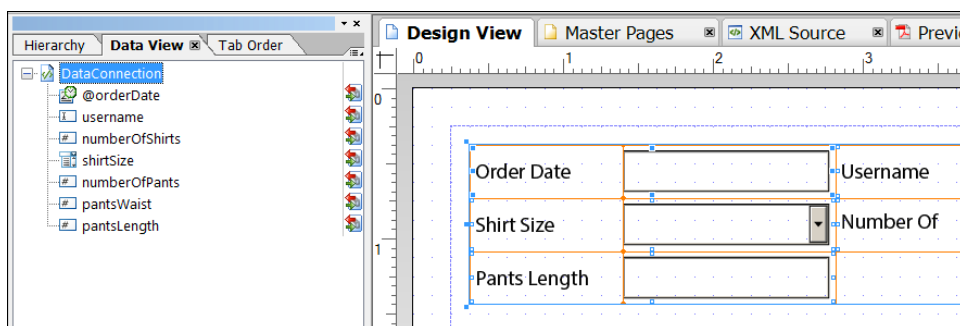 Hierarchy Data View Tab Order
DataConnection
@orderDate
username
numberOfShirts
shirtSize
numberOfPants
pantsWaist
pantsLength
Design View Master Pages XML Source Previ
0 1 2 3
0
1
Order Date Username
Shirt Size Number Of
Pants Length